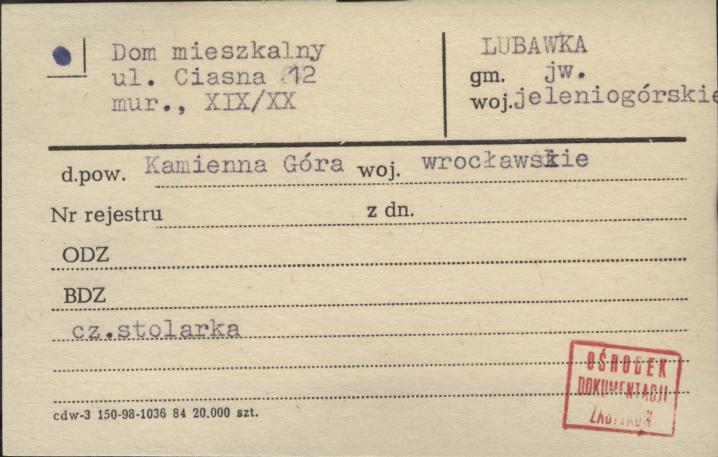 Dom mieszkalny
ul. Ciasna 12
mur., XIX/XX
LUBAWKA
gm. jw.
woj. jeleniogórskie
d.pow. Kamienna Góra woj. wrocławskie
Nr rejestru z dn.
ODZ
BDZ
cz.stolarka
OŚRODEK
DOKUMENTACJI
ZABYTKÓW
cdw-3 150-98-1036 84 20.000 szt.